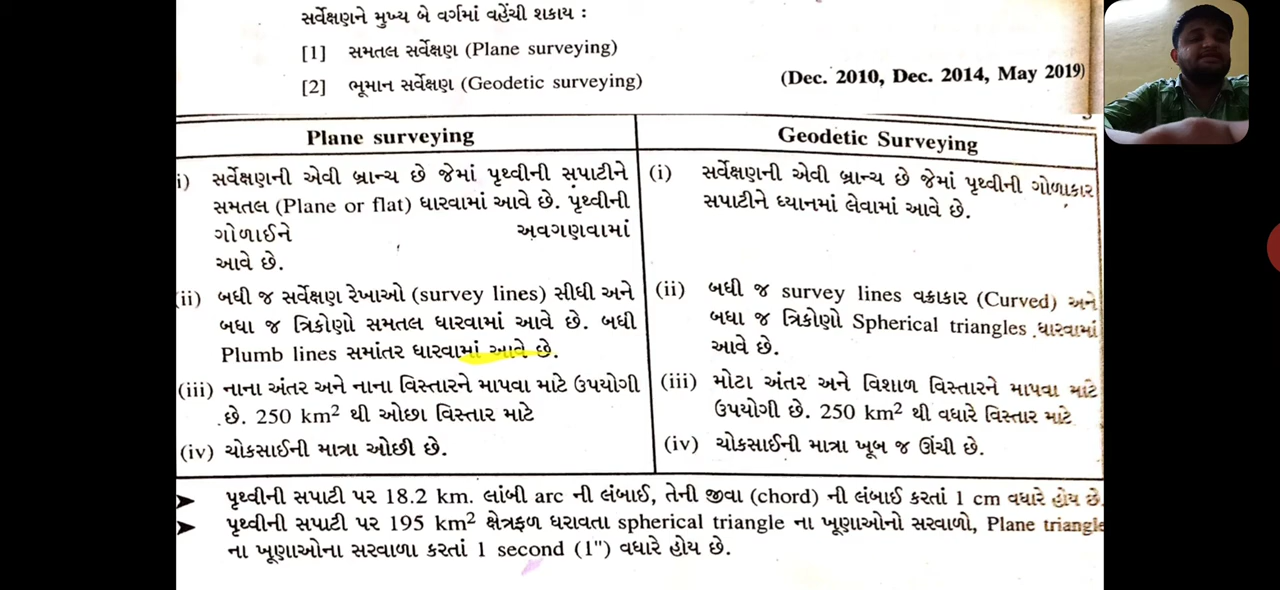 સર્વેક્ષણને મુખ્ય બે વર્ગમાં વહેંચી શકાય :
[1] સમતલ સર્વેક્ષણ (Plane surveying)
[2] ભૂમાન સર્વેક્ષણ (Geodetic surveying)
(Dec. 2010, Dec. 2014, May 2019)
Plane surveying
i) સર્વેક્ષણની એવી બ્રાન્ચ છે જેમાં પૃથ્વીની સપાટીને
સમતલ (Plane or flat) ધારવામાં આવે છે. પૃથ્વીની
ગોળાઈને અવગણવામાં
આવે છે.
(ii) બધી જ સર્વેક્ષણ રેખાઓ (survey lines) સીધી અને
બધા જ ત્રિકોણો સમતલ ધારવામાં આવે છે. બધી
Plumb lines સમાંતર ધારવામાં આવે છે.
(iii) નાના અંતર અને નાના વિસ્તારને માપવા માટે ઉપયોગી
છે. 250 km² થી ઓછા વિસ્તાર માટે
(iv) ચોકસાઈની માત્રા ઓછી છે.
Geodetic Surveying
(i) સર્વેક્ષણની એવી બ્રાન્ચ છે જેમાં પૃથ્વીની ગોળાકાર
સપાટીને ધ્યાનમાં લેવામાં આવે છે.
(ii) બધી જ survey lines વક્રાકાર (Curved) અને
બધા જ ત્રિકોણો Spherical triangles ધારવામાં
આવે છે.
(iii) મોટા અંતર અને વિશાળ વિસ્તારને માપવા માટે
ઉપયોગી છે. 250 km² થી વધારે વિસ્તાર માટે
(iv) ચોકસાઈની માત્રા ખૂબ જ ઊંચી છે.
➤ પૃથ્વીની સપાટી પર 18.2 km. લાંબી arc ની લંબાઈ, તેની જીવા (chord) ની લંબાઈ કરતાં 1 cm વધારે હોય છે.
➤ પૃથ્વીની સપાટી પર 195 km² ક્ષેત્રફળ ધરાવતા spherical triangle ના ખૂણાઓનો સરવાળો, Plane triangle
ના ખૂણાઓના સરવાળા કરતાં 1 second (1") વધારે હોય છે.